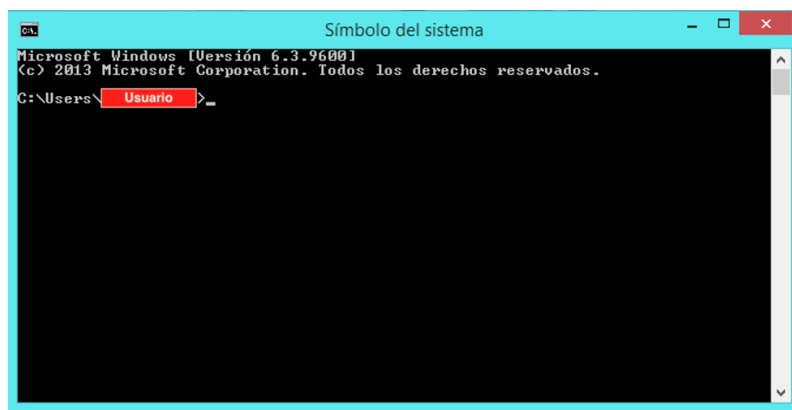 C:\.
Símbolo del sistema
Microsoft Windows [Versión 6.3.9600]
(c) 2013 Microsoft Corporation. Todos los derechos reservados.
C:\Users\Usuario>_